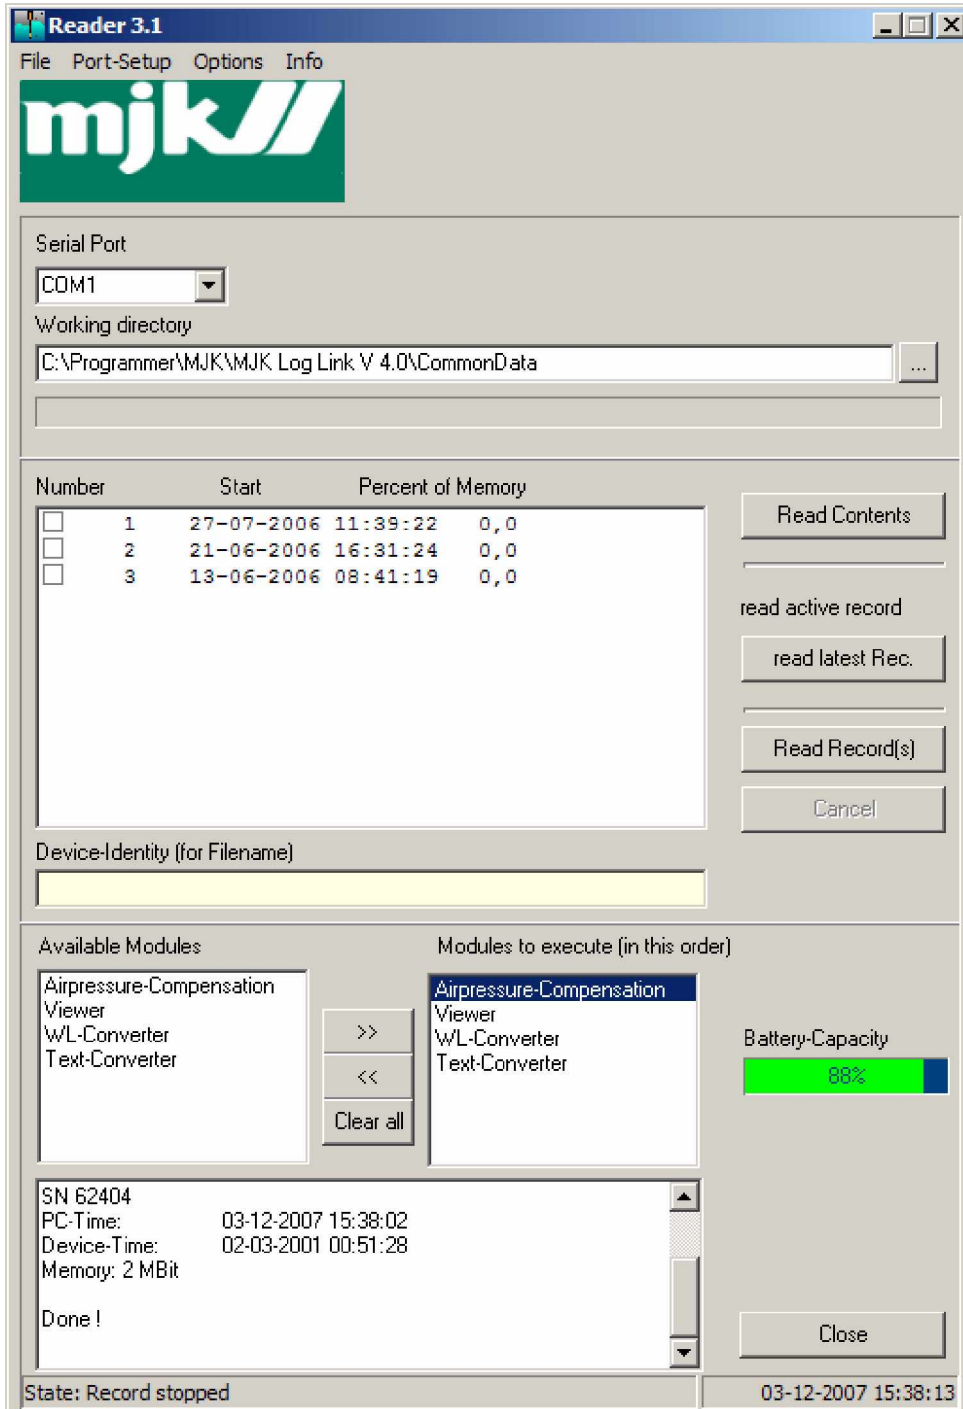 Reader 3.1
File Port-Setup Options Info
mjk
Serial Port
COM1
Working directory
C:\Programmer\MJK\MJK Log Link V 4.0\CommonData
...
Number Start Percent of Memory
1 27-07-2006 11:39:22 0,0
2 21-06-2006 16:31:24 0,0
3 13-06-2006 08:41:19 0,0
Read Contents
read active record
read latest Rec.
Read Record(s)
Cancel
Device-Identity (for Filename)
Available Modules
Airpressure-Compensation
Viewer
WL-Converter
Text-Converter
>>
<<
Clear all
Modules to execute (in this order)
Airpressure-Compensation
Viewer
WL-Converter
Text-Converter
Battery-Capacity
88%
SN 62404
PC-Time: 03-12-2007 15:38:02
Device-Time: 02-03-2001 00:51:28
Memory: 2 MBit
Done !
Close
State: Record stopped
03-12-2007 15:38:13